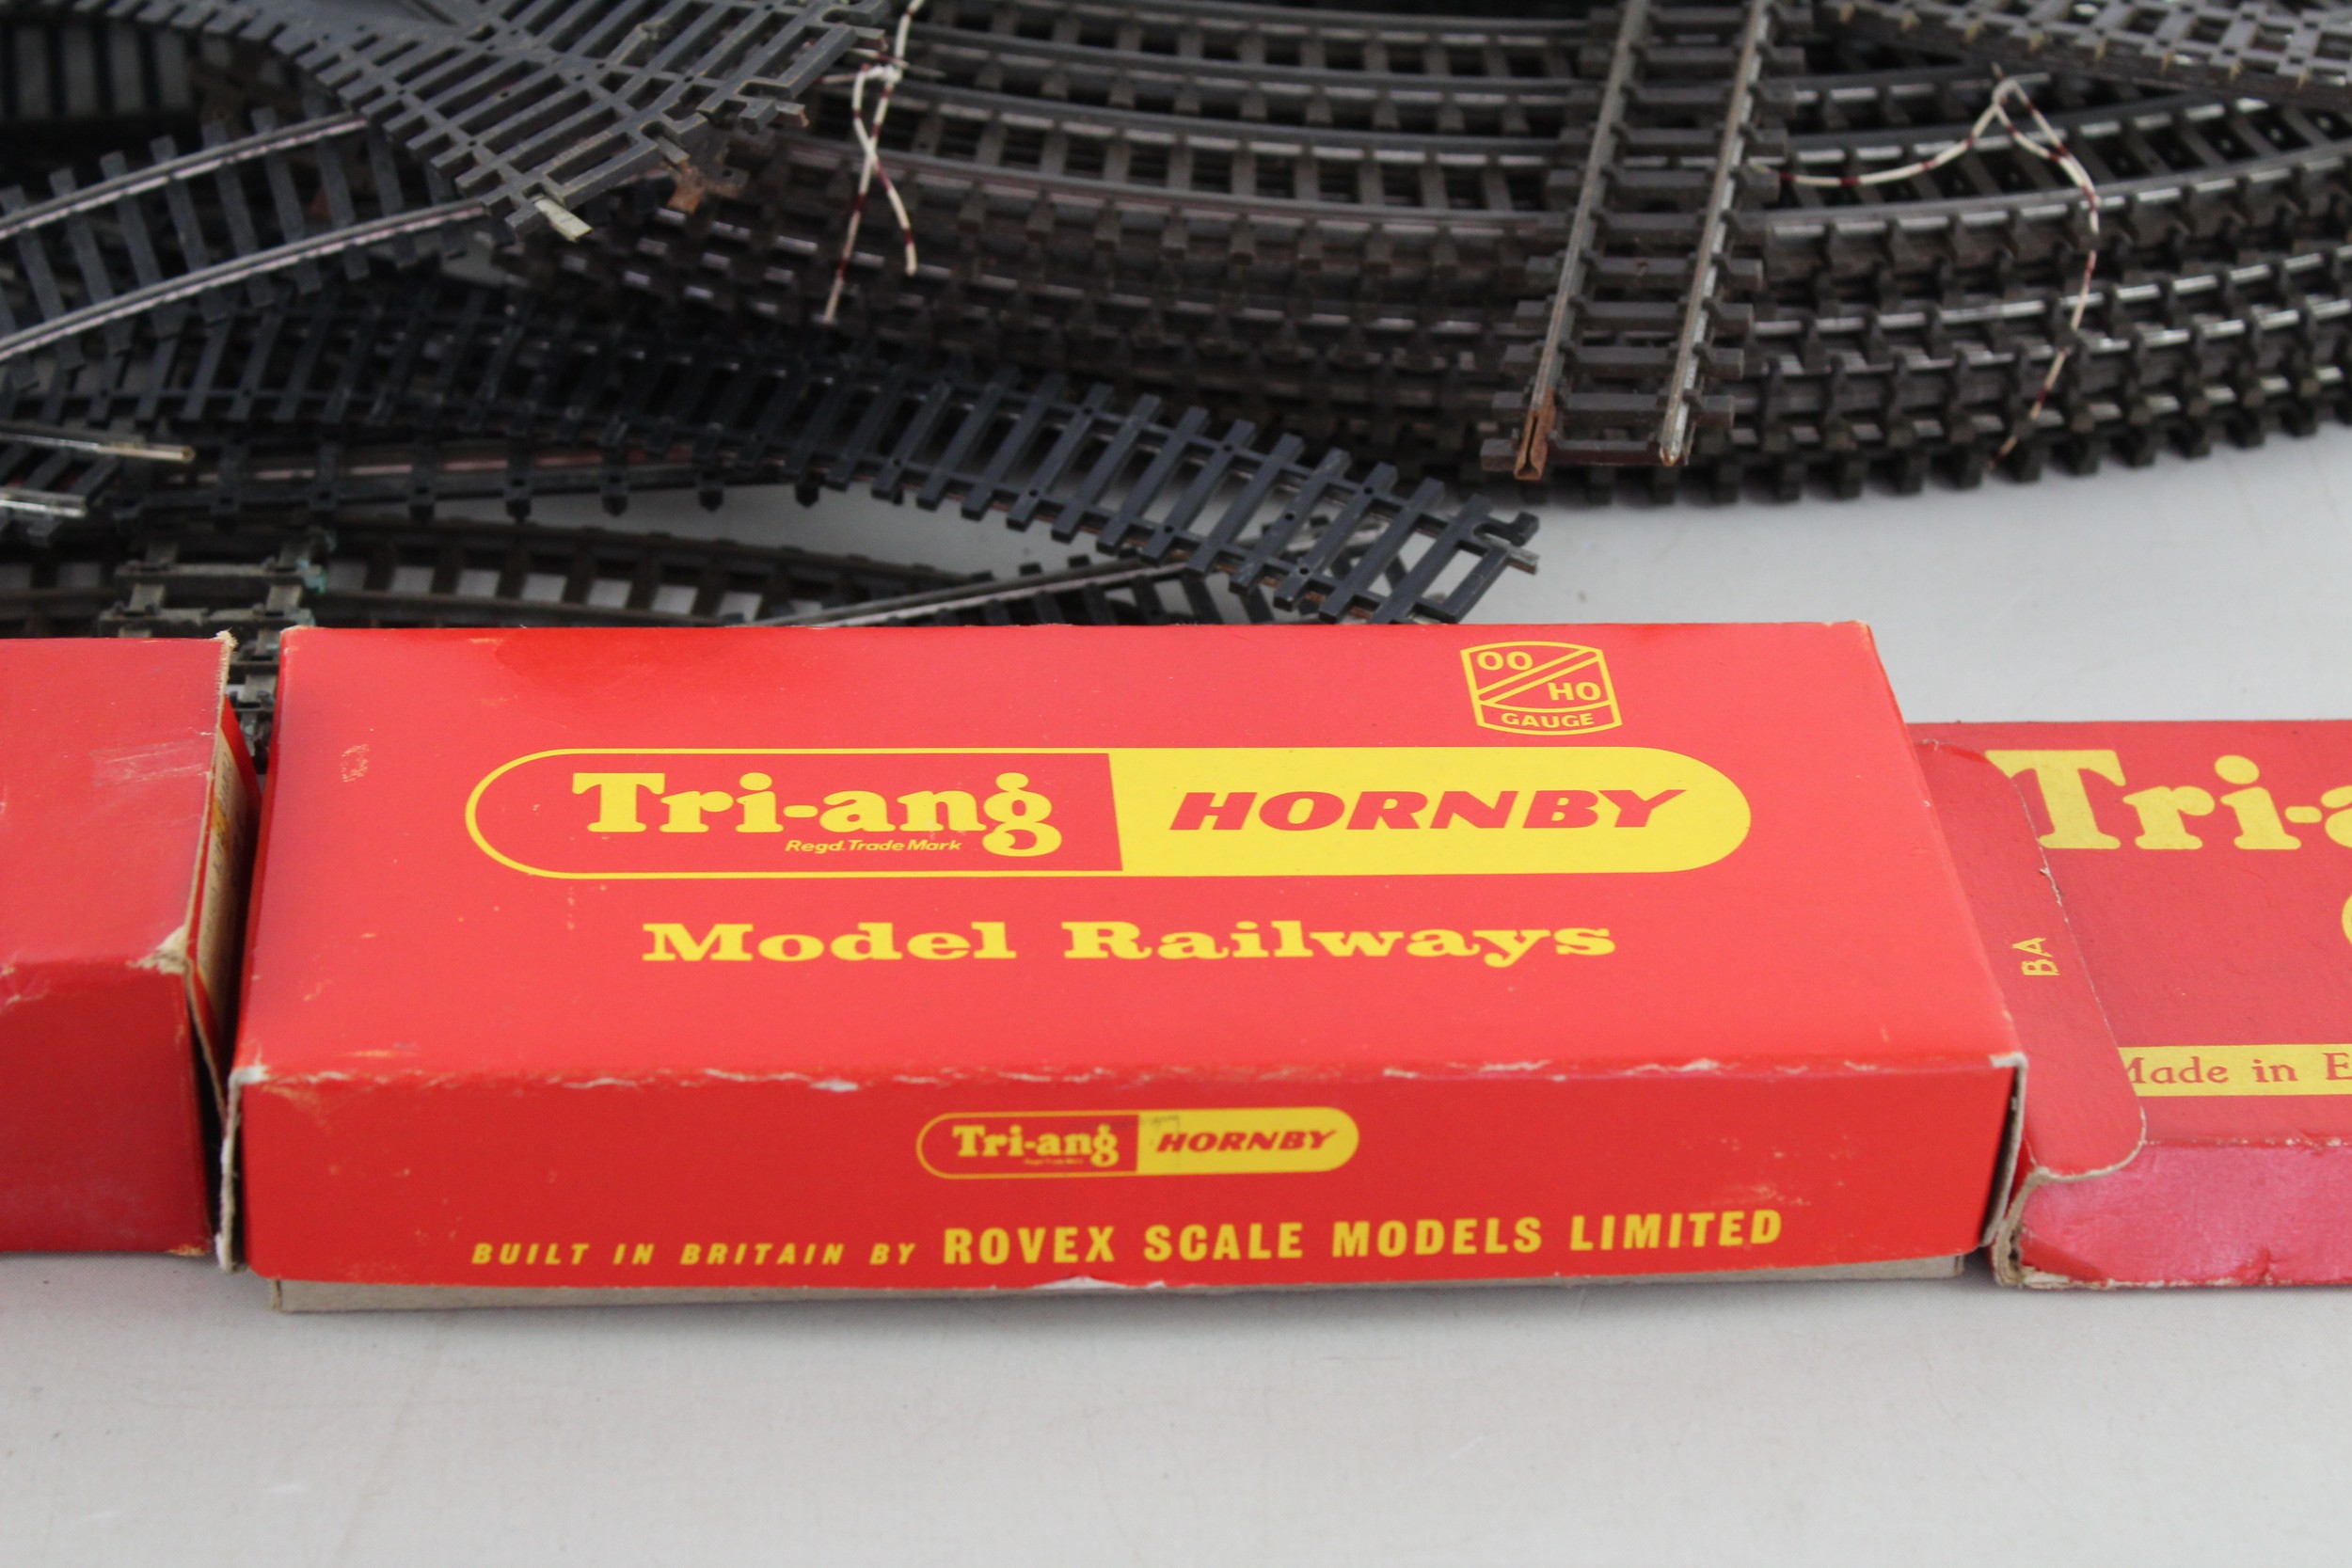 OO
HO
GAUGE
Tri-ang HORNBY
Regd. Trade Mark
Model Railways
Tri-ang HORNBY
BUILT IN BRITAIN BY ROVEX SCALE MODELS LIMITED
Tri-a
BA
Made in E